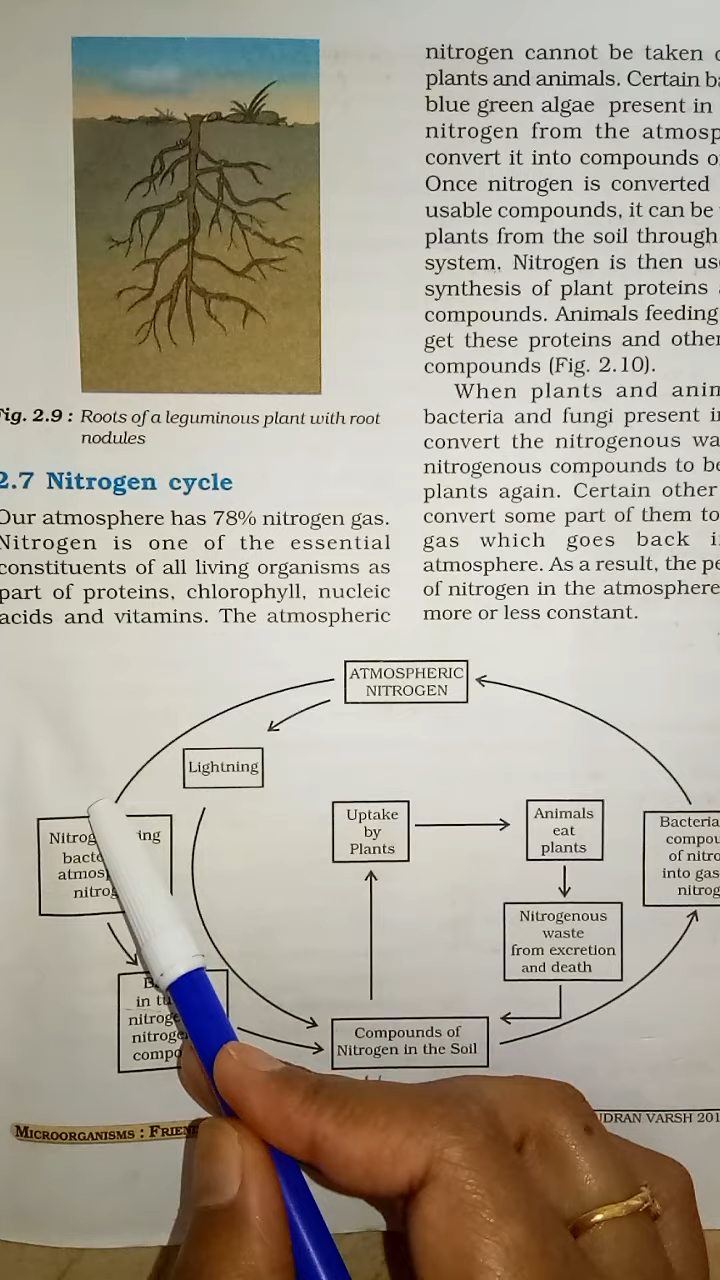 Fig. 2.9 : Roots of a leguminous plant with root
nodules
2.7 Nitrogen cycle
Our atmosphere has 78% nitrogen gas.
Nitrogen is one of the essential
constituents of all living organisms as
part of proteins, chlorophyll, nucleic
acids and vitamins. The atmospheric
nitrogen cannot be taken
plants and animals. Certain
blue green algae present in
nitrogen from the
convert it into compounds
Once nitrogen is converted
usable compounds, it can be
plants from the soil through
system. Nitrogen is then
synthesis of plant proteins
compounds. Animals feeding
get these proteins and other
compounds (Fig. 2.10).
When plants and
bacteria and fungi present
convert the nitrogenous
nitrogenous compounds to
plants again. Certain other
convert some part of them to
gas which goes back
atmosphere. As a result, the
of nitrogen in the atmosphere
more or less constant.
ATMOSPHERIC
NITROGEN
Lightning
Uptake
by
Plants
Animals
eat
plants
Bacteria
of
into
Nitrogenous
waste
from excretion
and death
in
Compounds of
Nitrogen in the Soil
MICROORGANISMS :
VARSH